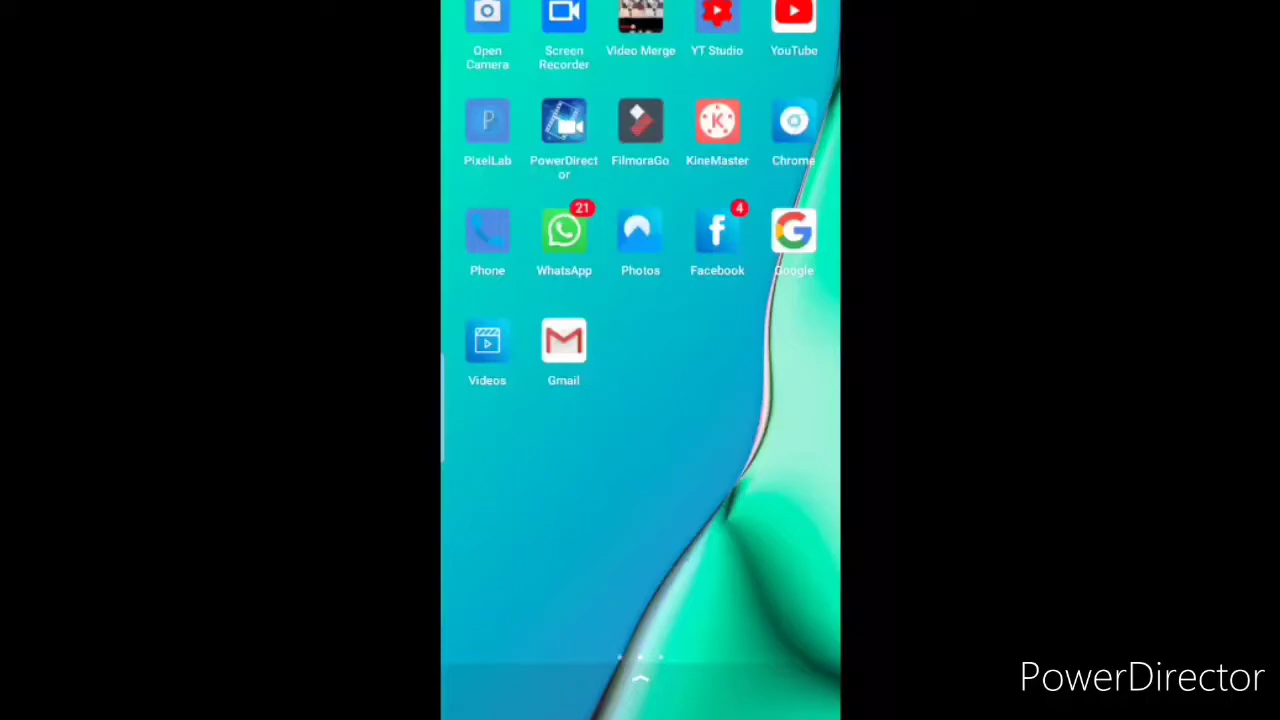 Open Camera
Screen Recorder
Video Merge
YT Studio
YouTube
P
K
PixelLab
PowerDirect
or
FilmoraGo
KineMaster
Chrome
21
4
f
G
Phone
WhatsApp
Photos
Facebook
Google
M
Videos
Gmail
PowerDirector